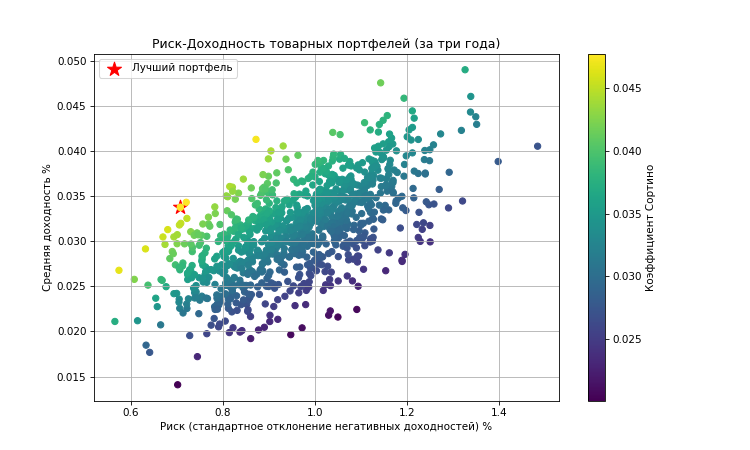 Риск-Доходность товарных портфелей (за три года)
Лучший портфель
Средняя доходность %
0.050
0.045
0.040
0.035
0.030
0.025
0.020
0.015
0.6 0.8 1.0 1.2 1.4
Риск (стандартное отклонение негативных доходностей) %
0.045
0.040
0.035
0.030
0.025
Коэффициент Сортино